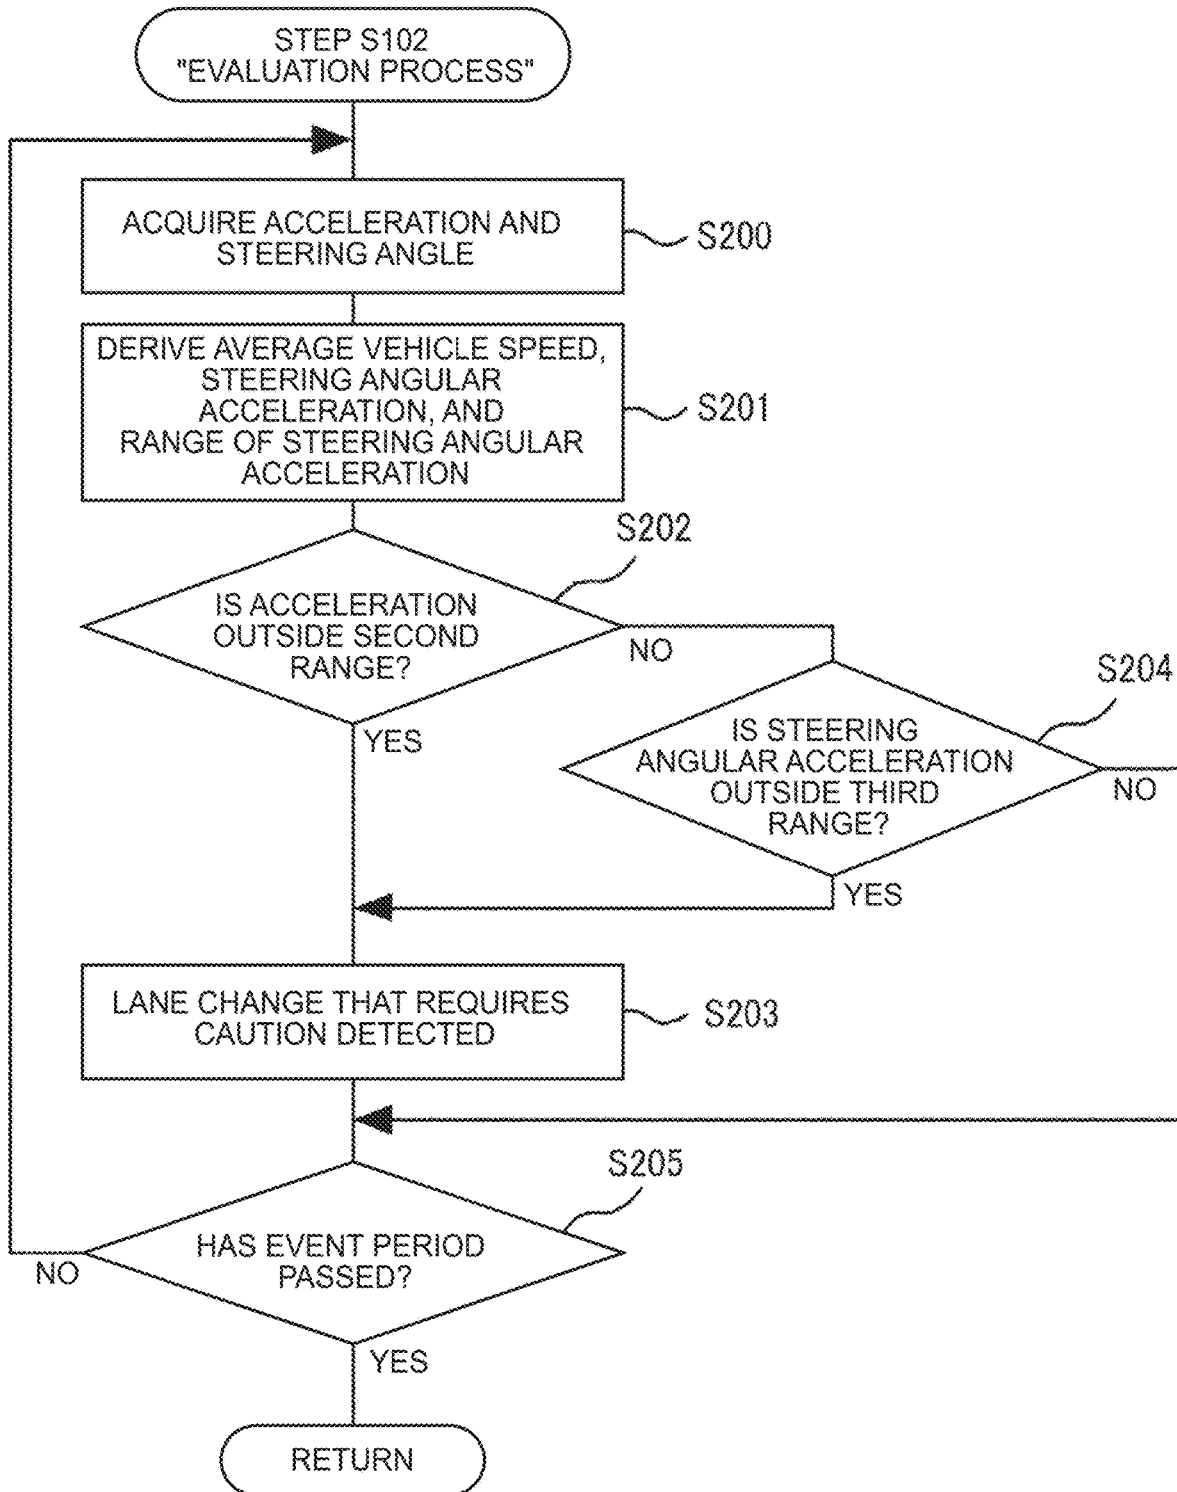 STEP S102
"EVALUATION PROCESS"
ACQUIRE ACCELERATION AND
STEERING ANGLE
S200
DERIVE AVERAGE VEHICLE SPEED,
STEERING ANGULAR
ACCELERATION, AND
RANGE OF STEERING ANGULAR
ACCELERATION
S201
S202
IS ACCELERATION
OUTSIDE SECOND
RANGE?
NO
YES
S204
IS STEERING
ANGULAR ACCELERATION
OUTSIDE THIRD
RANGE?
NO
YES
LANE CHANGE THAT REQUIRES
CAUTION DETECTED
S203
S205
HAS EVENT PERIOD
PASSED?
NO
YES
RETURN